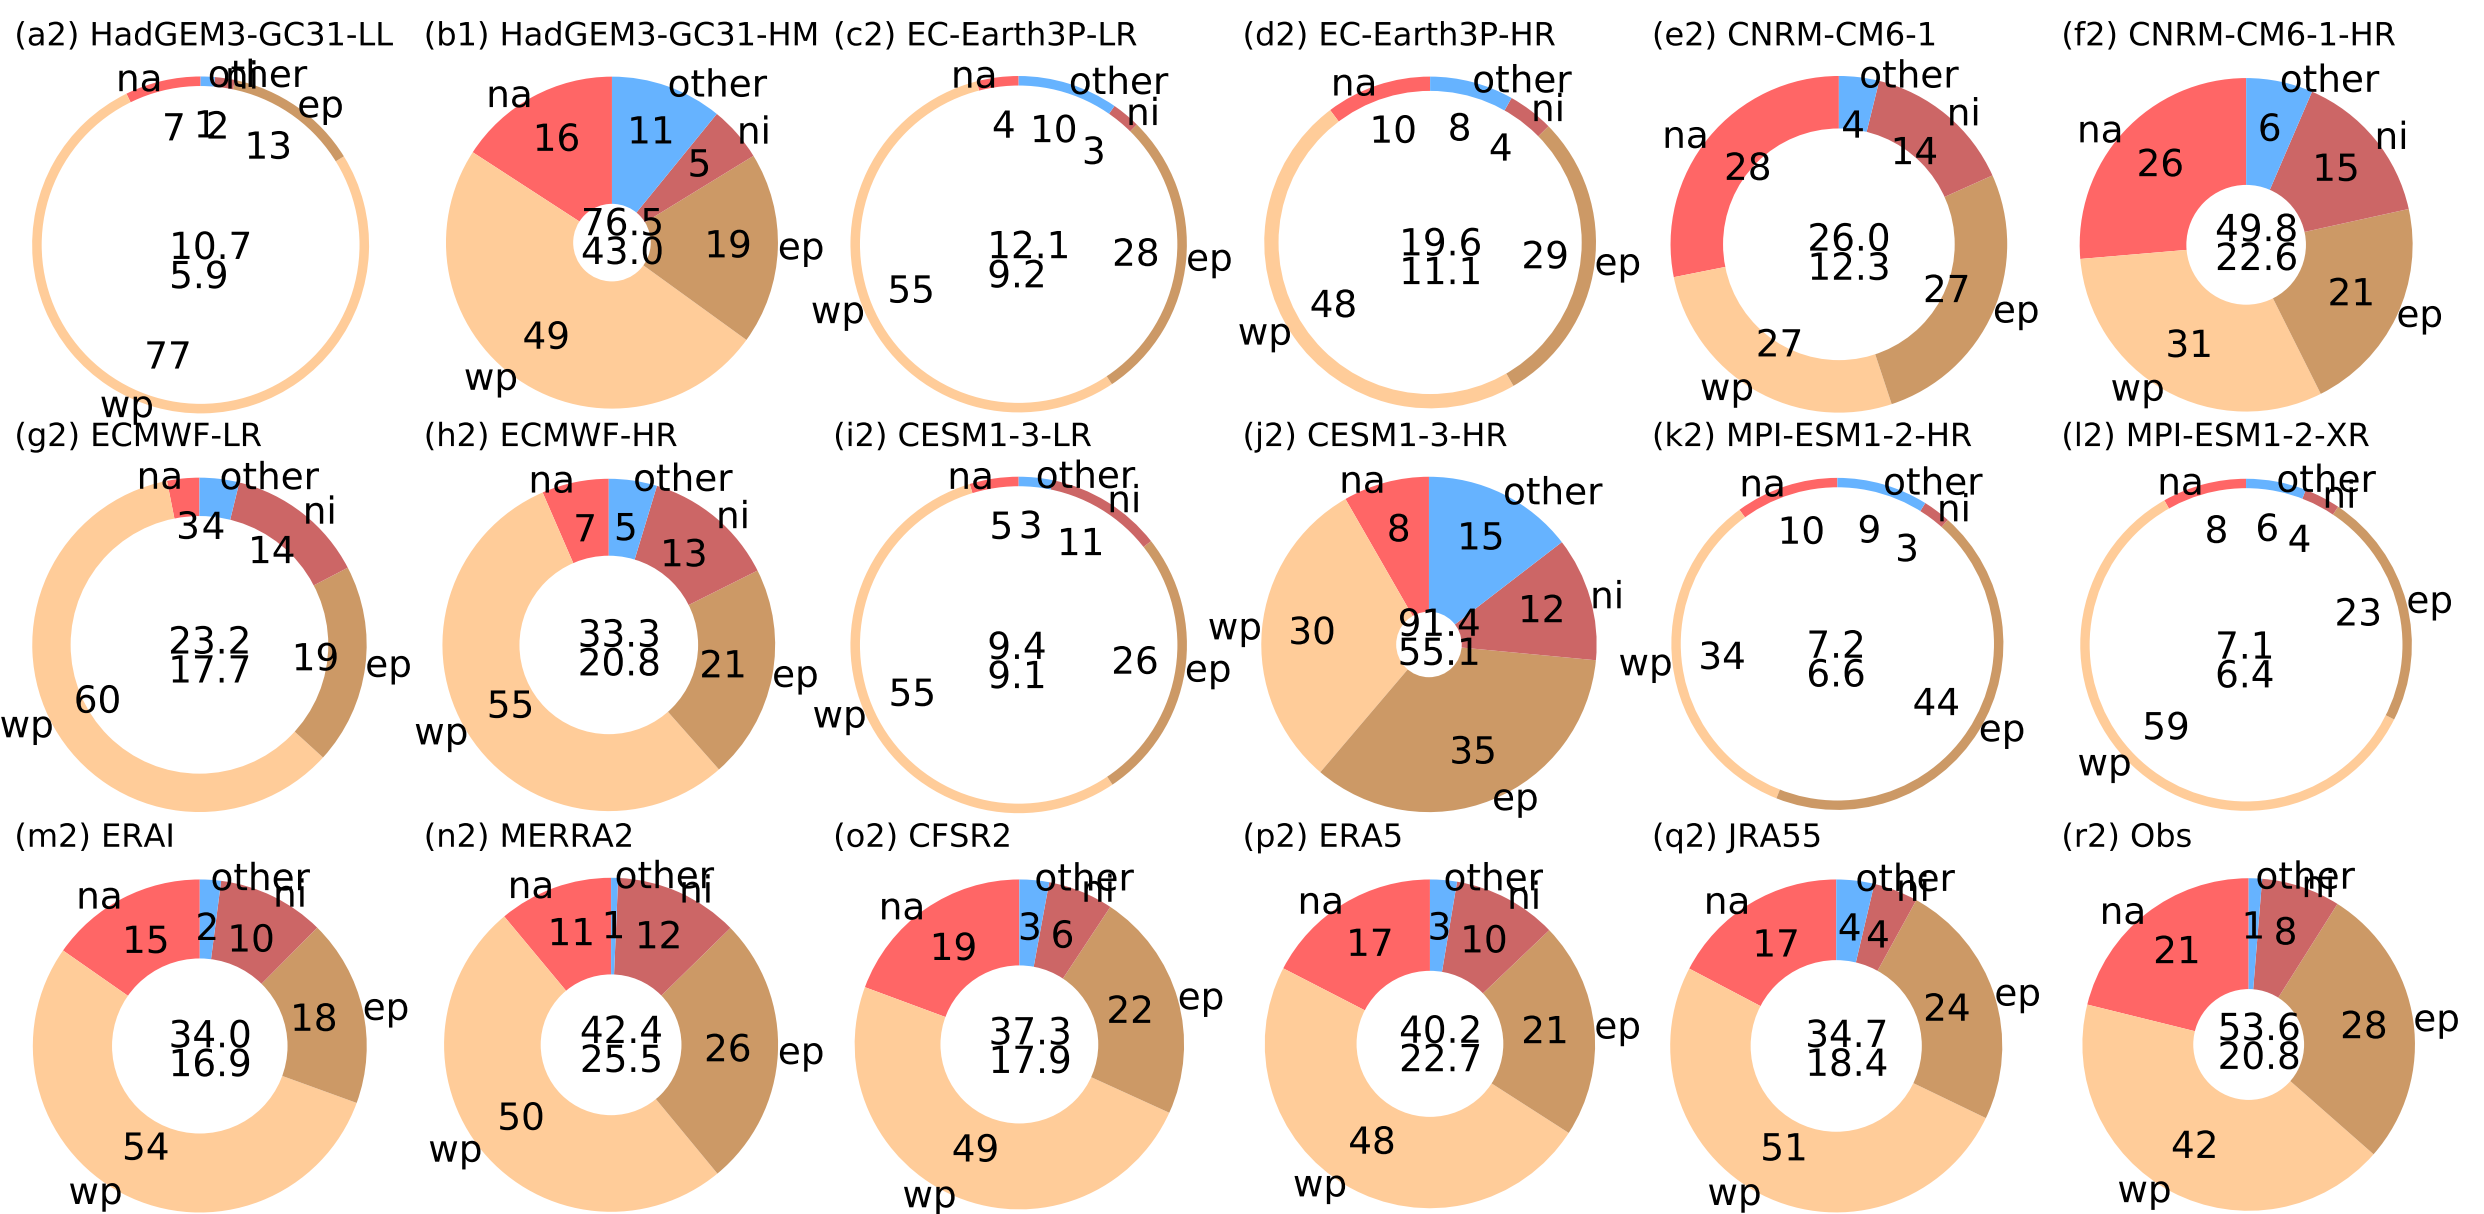 (a2) HadGEM3-GC31-LL
na
other
ni
ep
7
1
2
13
10.7
5.9
77
wp
(b1) HadGEM3-GC31-HM
na
other
ni
16
11
5
76.5
43.0
19
ep
49
wp
(c2) EC-Earth3P-LR
na
other
ni
4
10
3
12.1
9.2
28
ep
55
wp
(d2) EC-Earth3P-HR
na
other
ni
10
8
4
19.6
11.1
29
ep
48
wp
(e2) CNRM-CM6-1
other
ni
na
4
14
28
26.0
12.3
27
ep
27
wp
(f2) CNRM-CM6-1-HR
other
na
ni
6
26
15
49.8
22.6
21
ep
31
wp
(g2) ECMWF-LR
na
other
ni
3
4
14
23.2
17.7
19
ep
60
wp
(h2) ECMWF-HR
na
other
ni
7
5
13
33.3
20.8
21
ep
55
wp
(i2) CESM1-3-LR
na
other
ni
5
3
11
9.4
9.1
26
ep
55
wp
(j2) CESM1-3-HR
na
other
8
15
ni
12
wp
30
91.4
55.1
35
ep
(k2) MPI-ESM1-2-HR
na
other
ni
10
9
3
7.2
6.6
wp
34
44
ep
(l2) MPI-ESM1-2-XR
na
other
ni
8
6
4
23
ep
7.1
6.4
59
wp
(m2) ERAI
na
other
ni
15
2
10
34.0
16.9
18
ep
54
wp
(n2) MERRA2
na
other
ni
11
1
12
42.4
25.5
26
ep
50
wp
(o2) CFSR2
na
other
ni
19
3
6
37.3
17.9
22
ep
49
wp
(p2) ERA5
na
other
ni
17
3
10
40.2
22.7
21
ep
48
wp
(q2) JRA55
na
other
ni
17
4
4
34.7
18.4
24
ep
51
wp
(r2) Obs
na
other
ni
21
1
8
53.6
20.8
28
ep
42
wp